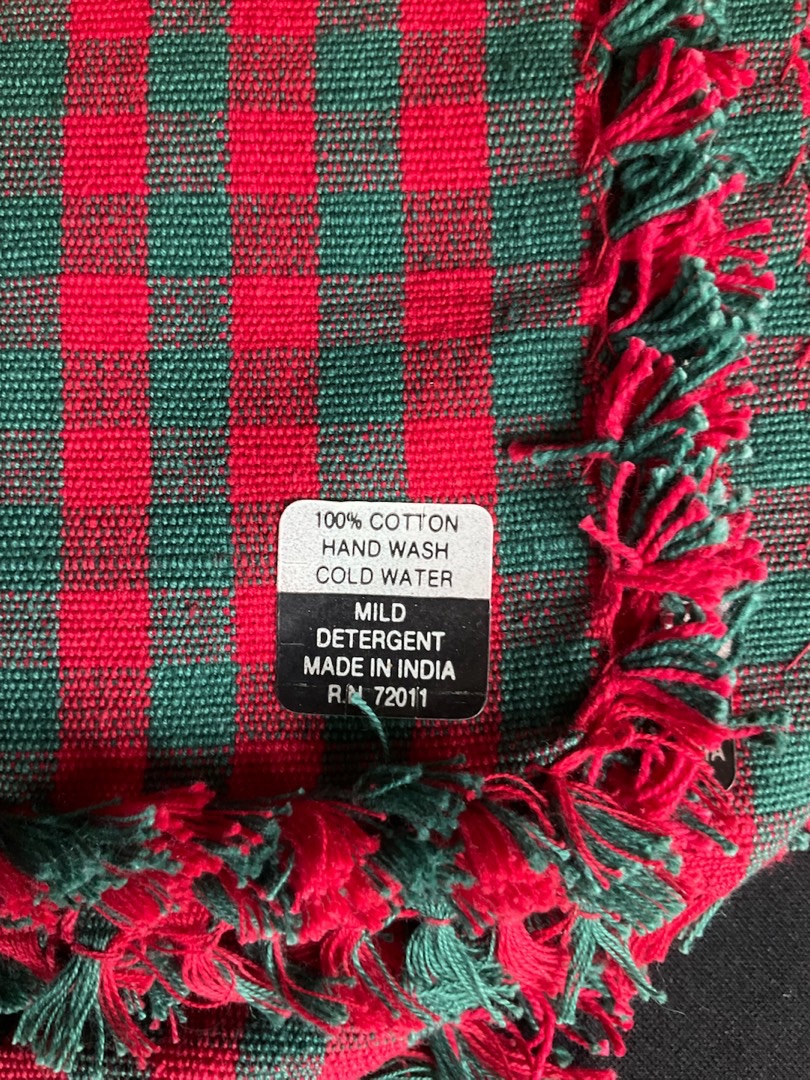 100% COTTON
HAND WASH
COLD WATER
MILD
DETERGENT
MADE IN INDIA
R.N. 72011